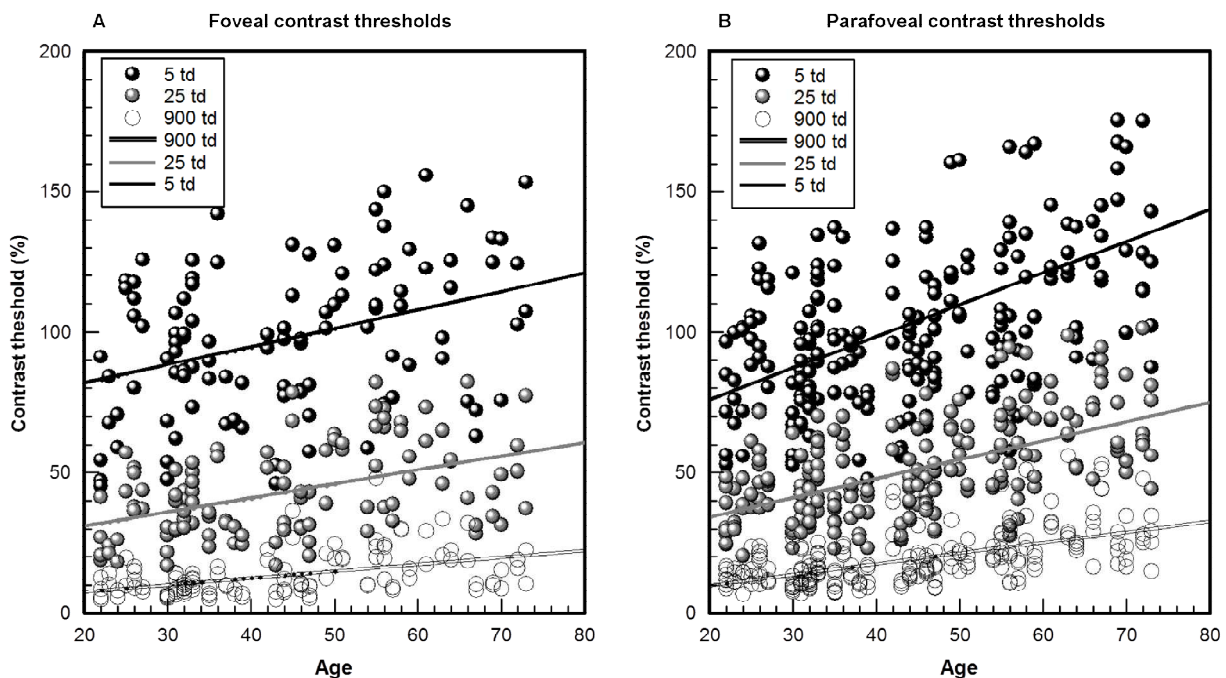 A Foveal contrast thresholds
200
150
100
50
0
5 td
25 td
900 td
900 td
25 td
5 td
Contrast theshold (%)
20 30 40 50 60 70 80
Age
B Parafoveal contrast thresholds
200
150
100
50
0
5 td
25 td
900 td
900 td
25 td
5 td
Contrast theshold (%)
20 30 40 50 60 70 80
Age